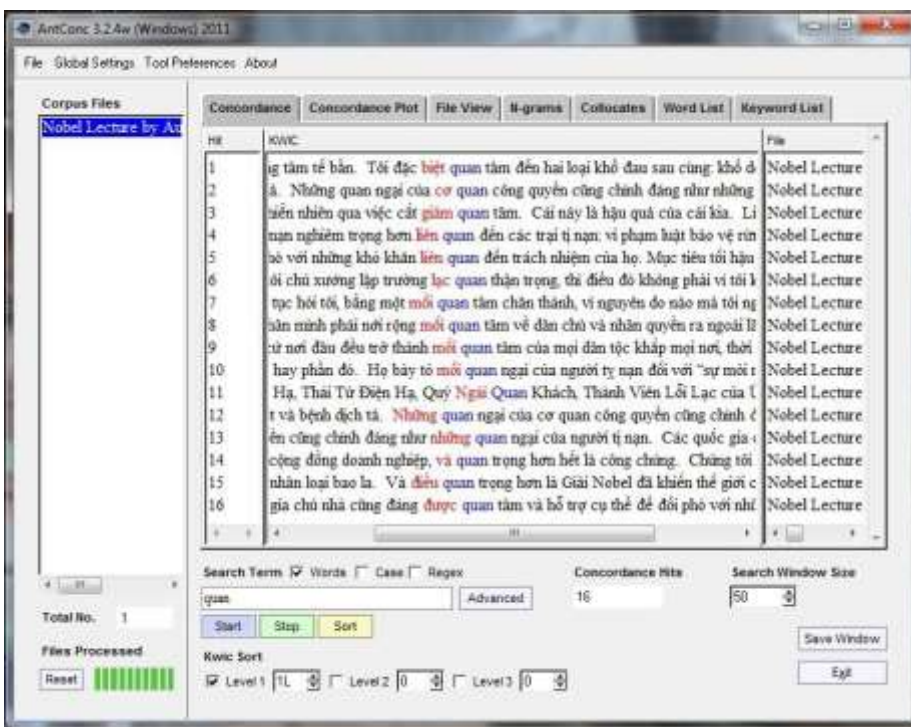 AntConc 3.2.4w (Windows) 2011
File Global Settings Tool Preferences About
Corpus Files
Concordance Concordance Plot File View N-grams Collocates Word List Keyword List
Nobel Lecture by Au
Hit KWIC File
1 ng tâm tế bần. Tôi đặc biệt quan tâm đến hai loại khổ đau sau cùng: khổ đ Nobel Lecture
2 á. Những quan ngại của cơ quan công quyền cũng chính đáng như những Nobel Lecture
3 hiển nhiên qua việc cắt giảm quan tâm. Cái này là hậu quả của cái kia. Li Nobel Lecture
4 nạn nghiêm trọng hơn liên quan đến các trại tị nạn: vi phạm luật bảo vệ Nobel Lecture
5 với những khó khăn liên quan đến trách nhiệm của họ. Mục tiêu tối hậu Nobel Lecture
6 ôi chủ xướng lập trường lạc quan thận trọng, thì điều đó không phải vì tôi k Nobel Lecture
7 tục hỏi tôi, bằng một mối quan tâm chân thành, vì nguyên do nào mà tôi ng Nobel Lecture
8 mình phải nới rộng mối quan tâm về dân chủ và nhân quyền ra ngoài Nobel Lecture
9 từ nơi đâu đều trở thành mối quan tâm của mọi dân tộc khắp mọi nơi, thời Nobel Lecture
10 hay phần đó. Họ bày tỏ mối quan ngại của người tỵ nạn đối với “sự mỏi Nobel Lecture
11 Hạ, Thái Tử Điện Hạ, Quý Ngài Quan Khách, Thành Viên Lỗi Lạc của Nobel Lecture
12 t và bệnh dịch tả. Những quan ngại của cơ quan công quyền cũng chính đ Nobel Lecture
13 ền cũng chính đáng như những quan ngại của người tị nạn. Các quốc gia Nobel Lecture
14 cộng đồng doanh nghiệp, và quan trọng hơn hết là công chúng. Chúng tôi Nobel Lecture
15 nhân loại bao la. Và điều quan trọng hơn là Giải Nobel đã khiến thế giới c Nobel Lecture
16 gia chủ nhà cũng đáng được quan tâm và hỗ trợ cụ thể để đối phó với Nobel Lecture
Search Term Words Case Regex Concordance Hits Search Window Size
quan Advanced 16 50
Total No. 1
Start Stop Sort
Files Processed
Save Window
Kwic Sort
Reset Level 1 1L Level 2 0 Level 3 0 Exit